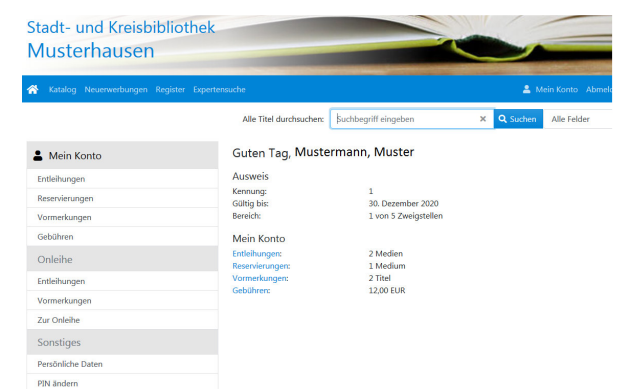 Stadt- und Kreisbibliothek
Musterhausen
Katalog Neuerwerbungen Register Expertensuche Mein Konto
Alle Titel durchsuchen: Suchbegriff eingeben Suchen Alle Felder
Mein Konto
Entleihungen
Reservierungen
Vormerkungen
Gebühren
Onleihe
Entleihungen
Vormerkungen
Zur Onleihe
Sonstiges
Persönliche Daten
PIN ändern
Guten Tag, Mustermann, Muster
Ausweis
Kennung: 1
Gültig bis: 30. Dezember 2020
Bereich: 1 von 5 Zweigstellen
Mein Konto
Entleihungen: 2 Medien
Reservierungen: 1 Medium
Vormerkungen: 2 Titel
Gebühren: 12,00 EUR